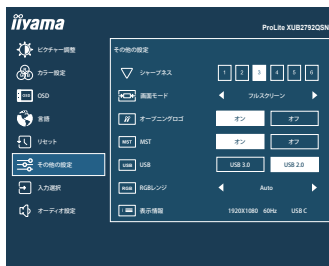 iiyama
ProLite XUB2792QSN
ピクチャー調整
カラー設定
OSD OSD
言語
リセット
その他の設定
入力選択
オーディオ設定
その他の設定
シャープネス 1 2 3 4 5 6
画面モード フルスクリーン
オープニングロゴ オン オフ
MST MST オン オフ
USB USB USB 3.0 USB 2.0
RGB RGBレンジ Auto
表示情報 1920X1080 60Hz USB C